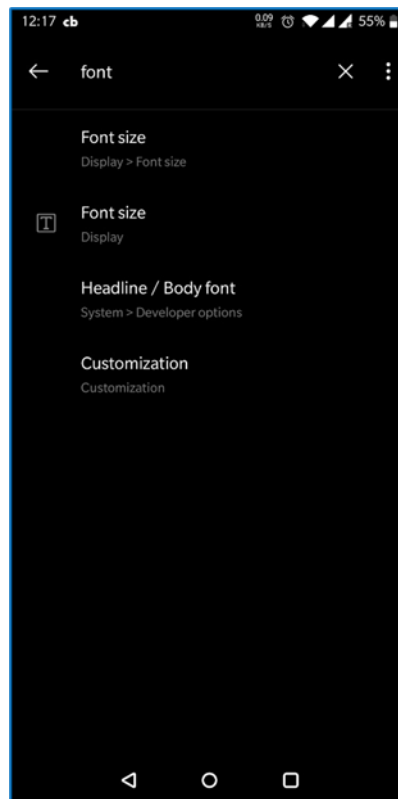 12:17 cb 0.09 KB/S 55%
font
Font size
Display > Font size
T Font size
Display
Headline / Body font
System > Developer options
Customization
Customization